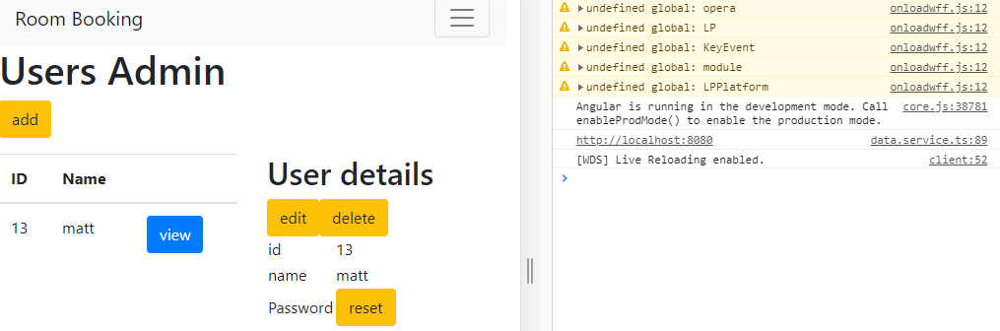 Room Booking
Users Admin
add
ID Name
13 matt view
User details
edit delete
id 13
name matt
Password reset
undefined global: opera onloadwff.js:12
undefined global: LP onloadwff.js:12
undefined global: KeyEvent onloadwff.js:12
undefined global: module onloadwff.js:12
undefined global: LPPlatform onloadwff.js:12
Angular is running in the development mode. Call core.js:38781
enableProdMode() to enable the production mode.
http://localhost:8080 data.service.ts:89
[WDS] Live Reloading enabled. client:52